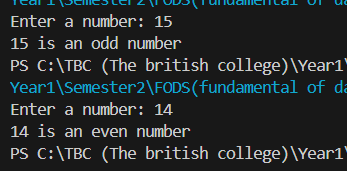 Year1\Semester2\FODS(fundamental of da
Enter a number: 15
15 is an odd number
PS C:\TBC (The british college)\Year1\
Year1\Semester2\FODS(fundamental of da
Enter a number: 14
14 is an even number
PS C:\TBC (The british college)\Year1\